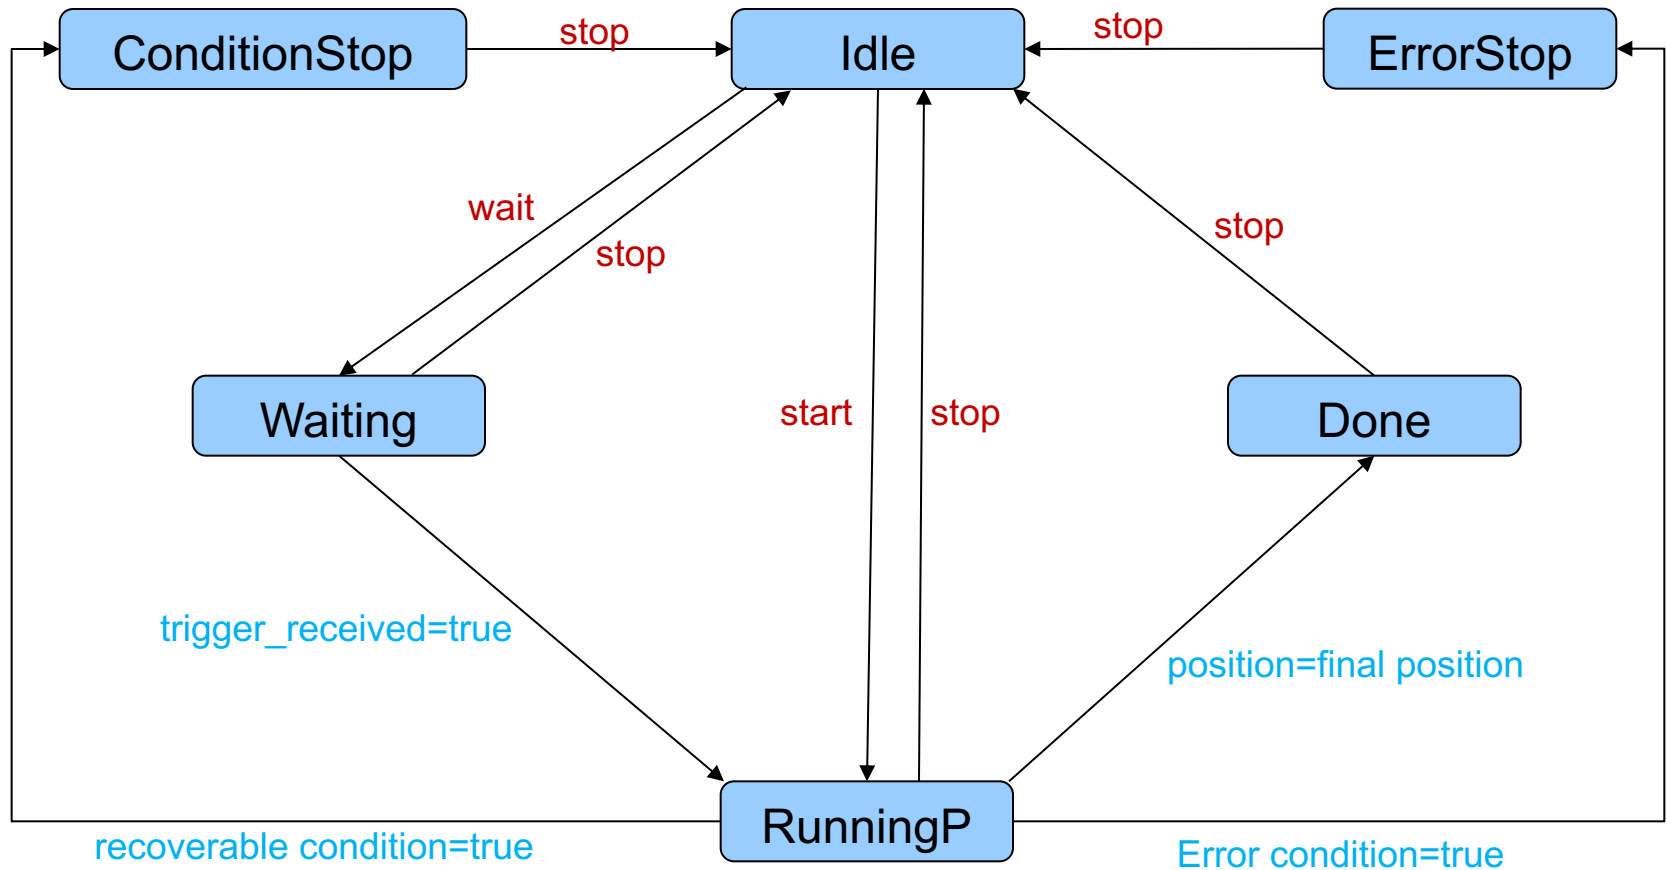 ConditionStop
stop
Idle
stop
ErrorStop
wait
stop
stop
Waiting
start
stop
Done
trigger_received=true
position=final position
RunningP
recoverable condition=true
Error condition=true